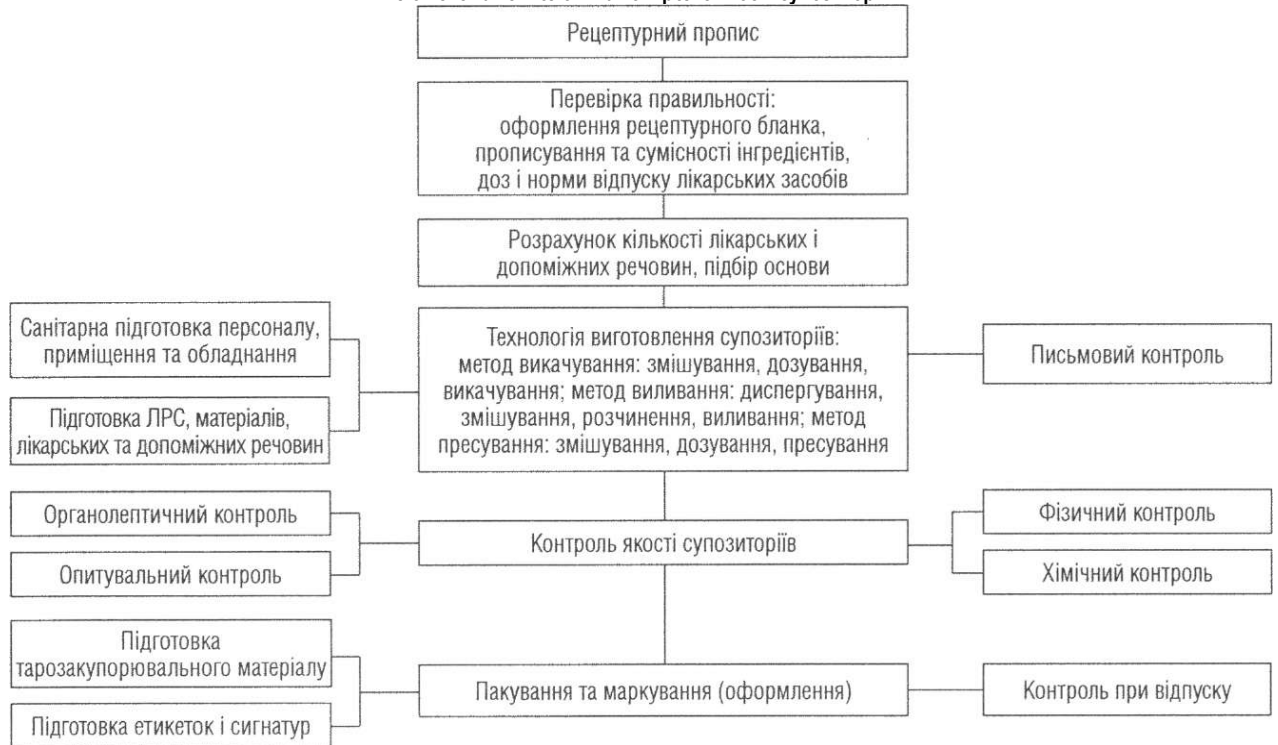 Рецептурний пропис
Перевірка правильності:
оформлення рецептурного бланка,
прописування та сумісності інгредієнтів,
доз і норми відпуску лікарських засобів
Розрахунок кількості лікарських і
допоміжних речовин, підбір основи
Санітарна підготовка персоналу,
приміщення та обладнання
Підготовка ЛРС, матеріалів,
лікарських та допоміжних речовин
Технологія виготовлення супозиторіїв:
метод викачування: змішування, дозування,
викачування; метод виливання: диспергування,
змішування, розчинення, виливання; метод
пресування: змішування, дозування, пресування
Письмовий контроль
Органолептичний контроль
Опитувальний контроль
Контроль якості супозиторіїв
Фізичний контроль
Хімічний контроль
Підготовка
тарозакупорювального матеріалу
Підготовка етикеток і сигнатур
Пакування та маркування (оформлення)
Контроль при відпуску